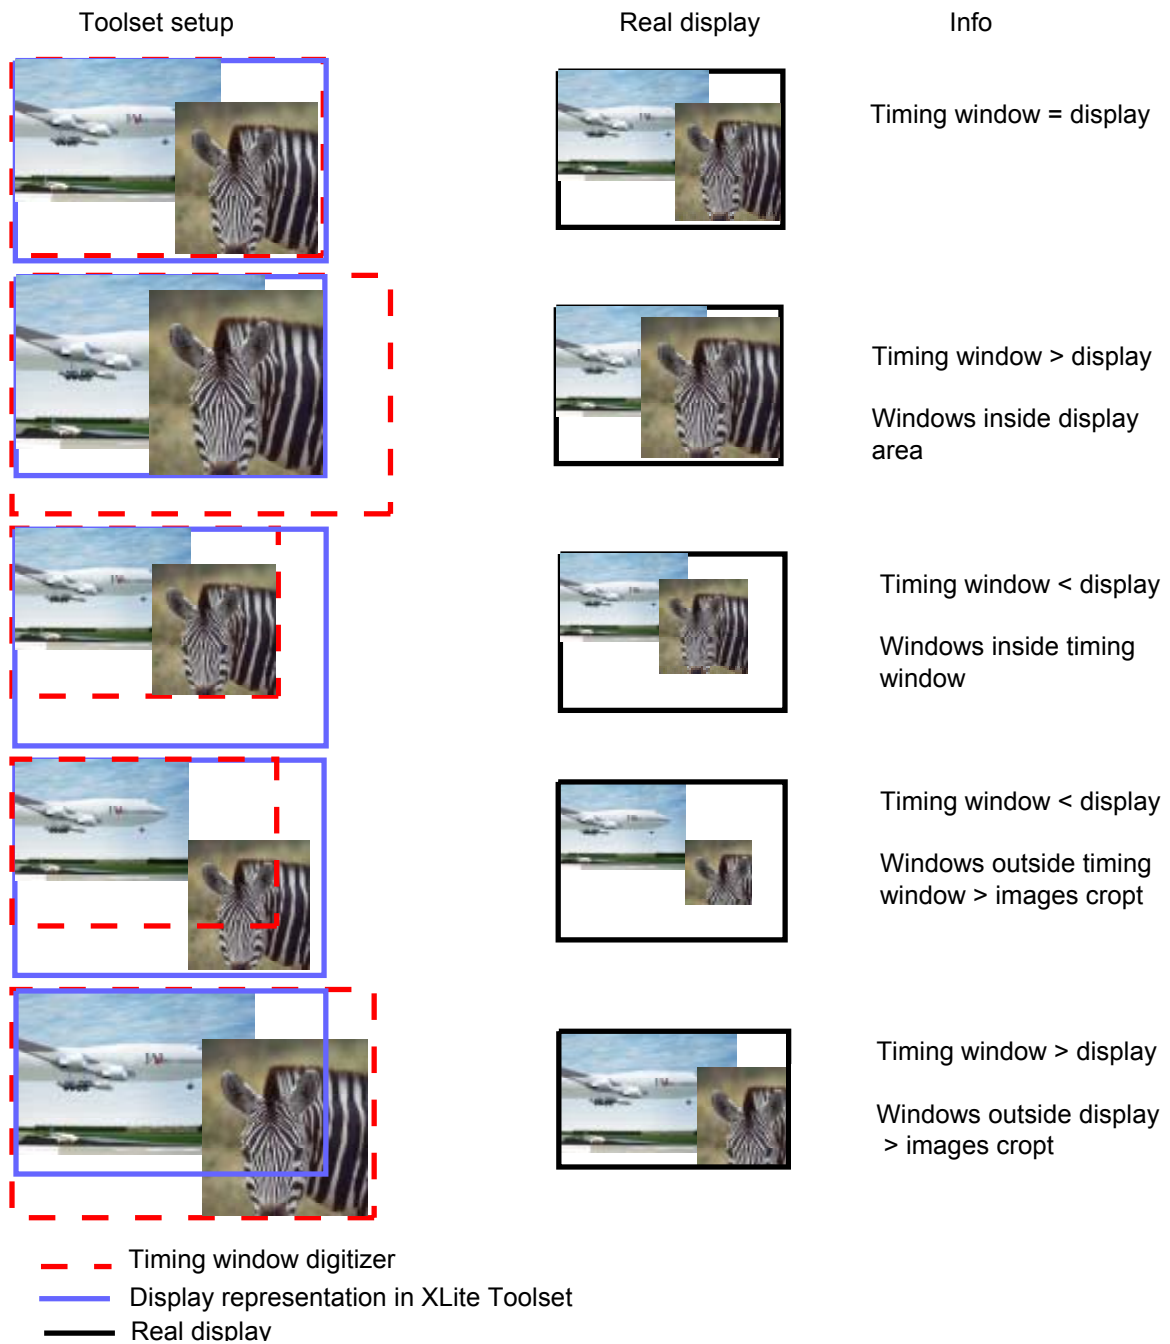 Toolset setup
Real display
Info
Timing window = display
Timing window > display
Windows inside display
area
Timing window < display
Windows inside timing
window
Timing window < display
Windows outside timing
window > images cropt
Timing window > display
Windows outside display
> images cropt
Timing window digitizer
Display representation in XLite Toolset
Real display